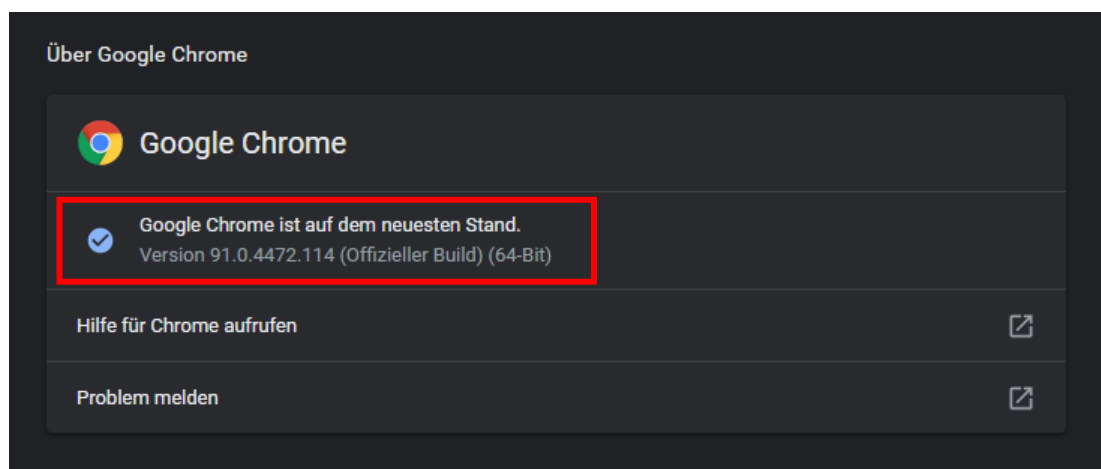 Über Google Chrome
Google Chrome
Google Chrome ist auf dem neuesten Stand.
Version 91.0.4472.114 (Offizieller Build) (64-Bit)
Hilfe für Chrome aufrufen
Problem melden